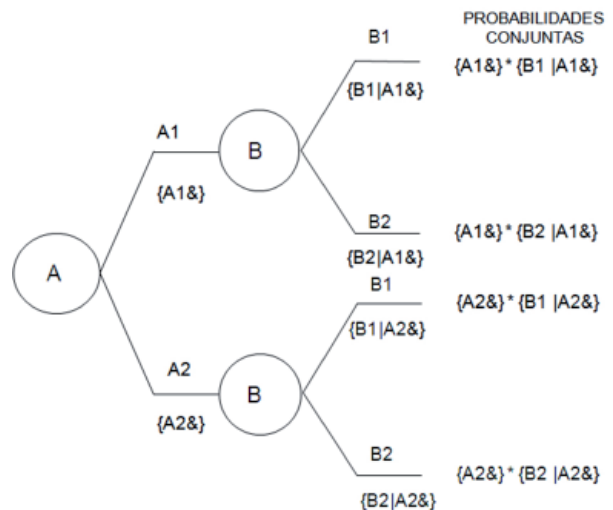 PROBABILIDADES
CONJUNTAS
B1
{A1&} * {B1 |A1&}
{B1|A1&}
A1
B
{A1&}
B2
{A1&} * {B2 |A1&}
{B2|A1&}
A
B1
{A2&} * {B1 |A2&}
{B1|A2&}
A2
B
{A2&}
B2
{A2&} * {B2 |A2&}
{B2|A2&}